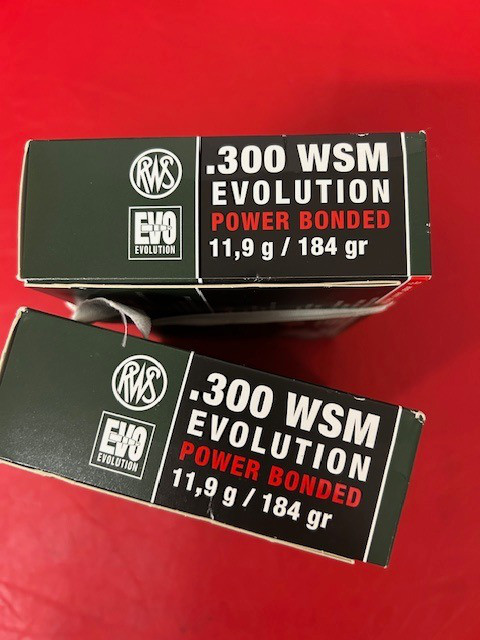 RWS
.300 WSM
EVOLUTION
POWER BONDED
11,9 g / 184 gr
EVO
EVOLUTION
RWS
.300 WSM
EVOLUTION
POWER BONDED
11,9 g / 184 gr
EVO
EVOLUTION